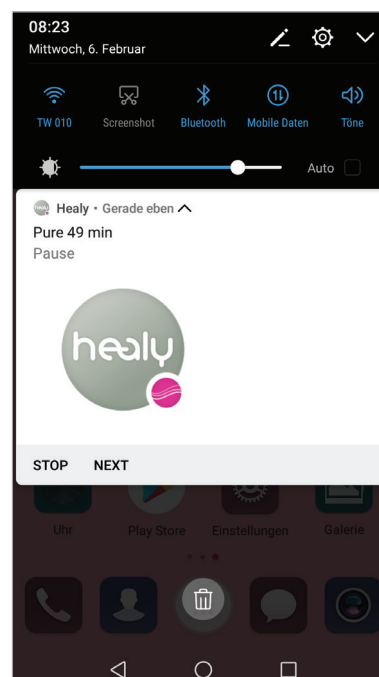 08:23
Mittwoch, 6. Februar
TW 010 Screenshot Bluetooth Mobile Daten Töne
Auto
Healy • Gerade eben
Pure 49 min
Pause
healy
STOP NEXT
Uhr Play Store Einstellungen Galerie